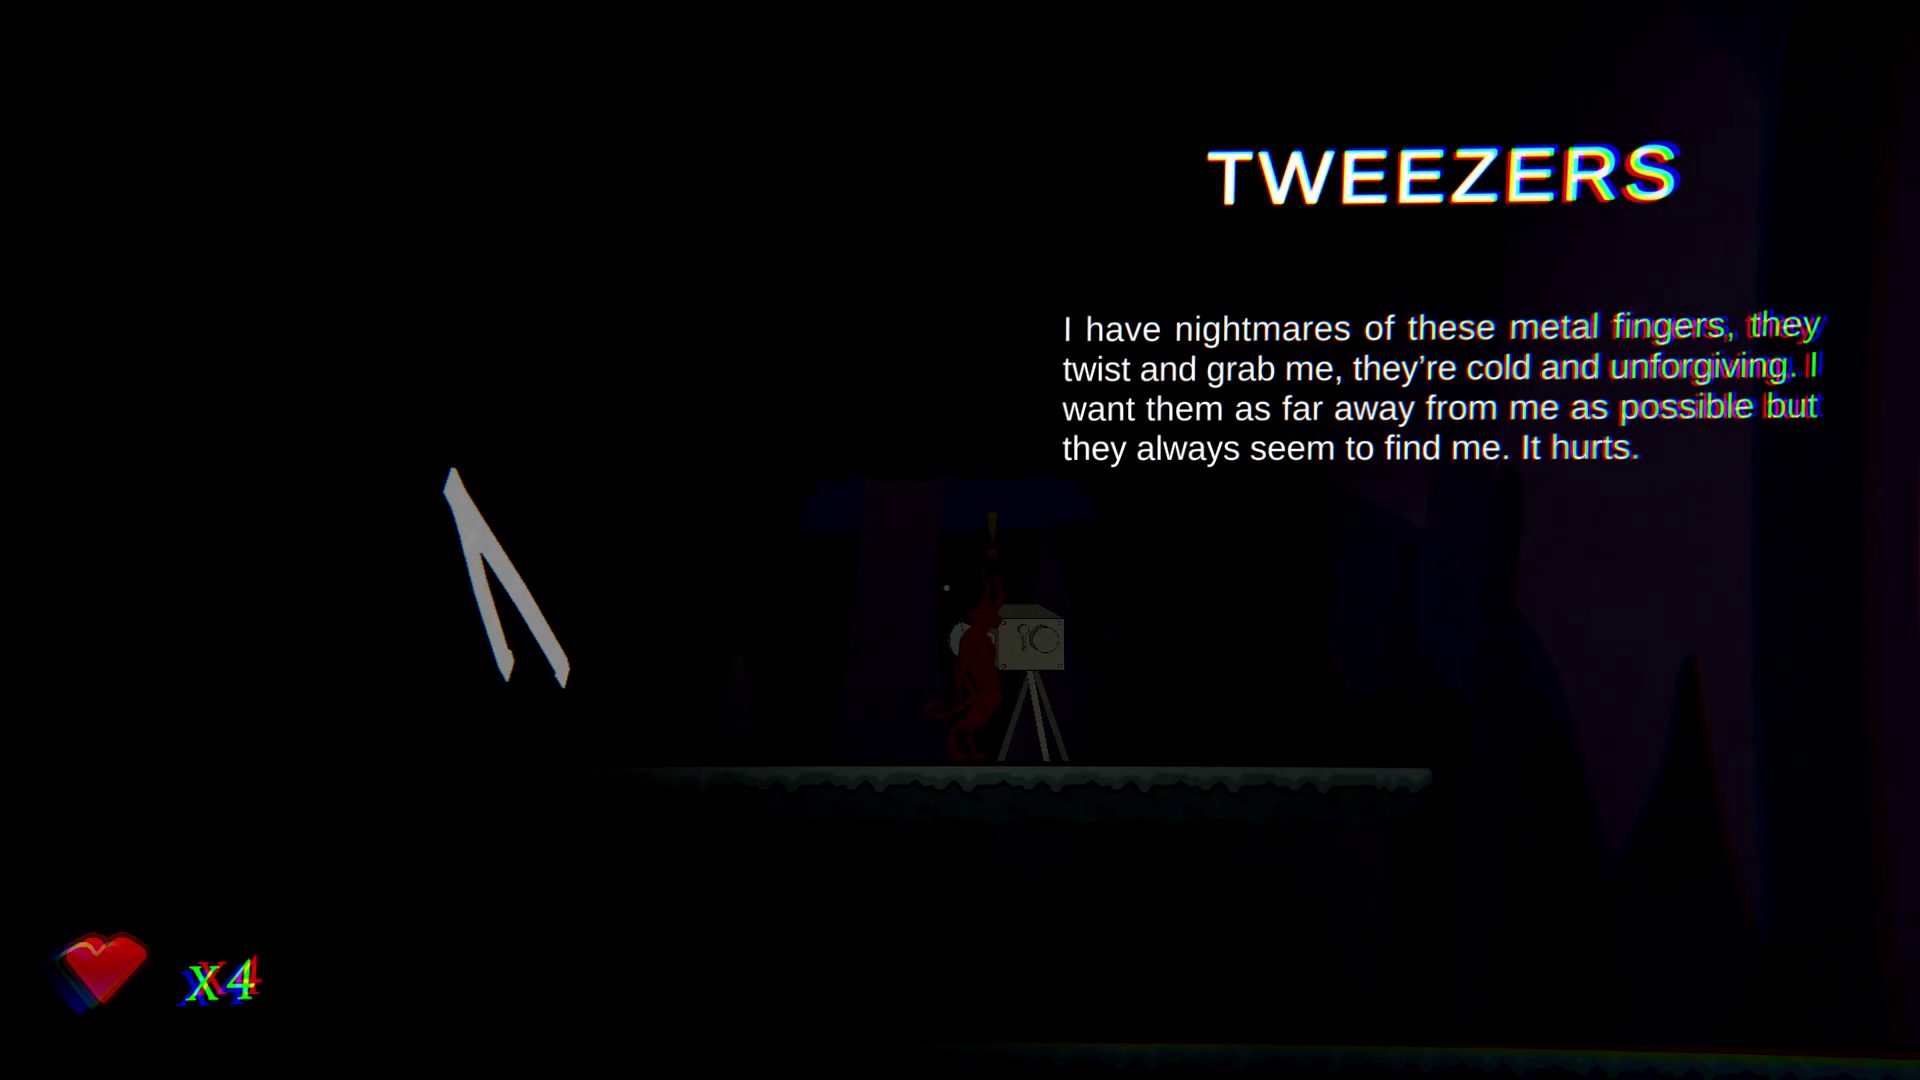 TWEEZERS
I have nightmares of these metal fingers, they
twist and grab me, they’re cold and unforgiving. I
want them as far away from me as possible but
they always seem to find me. It hurts.
x4